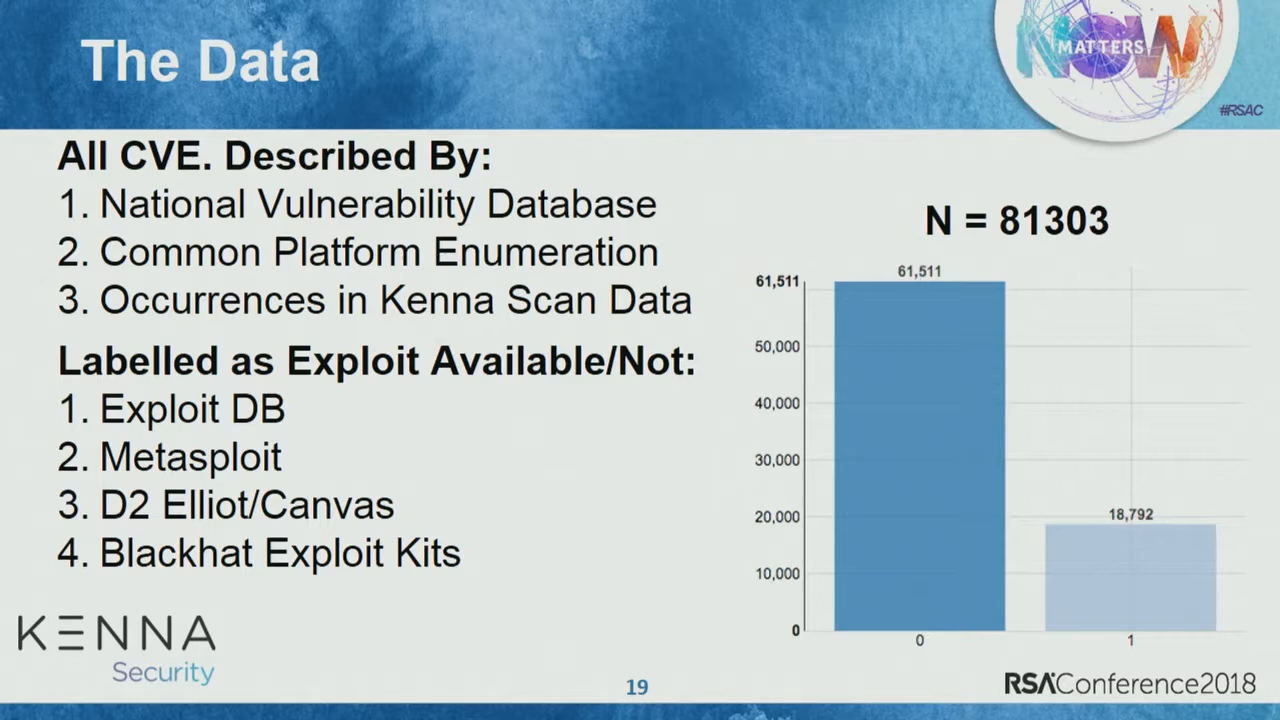 The Data
NOW
MATTERS
#RSAC
All CVE. Described By:
1. National Vulnerability Database
2. Common Platform Enumeration
3. Occurrences in Kenna Scan Data
Labelled as Exploit Available/Not:
1. Exploit DB
2. Metasploit
3. D2 Elliot/Canvas
4. Blackhat Exploit Kits
N = 81303
61,511
61,511
50,000
40,000
30,000
20,000
18,792
10,000
0
0
1
KENNA
Security
19
RSAConference2018